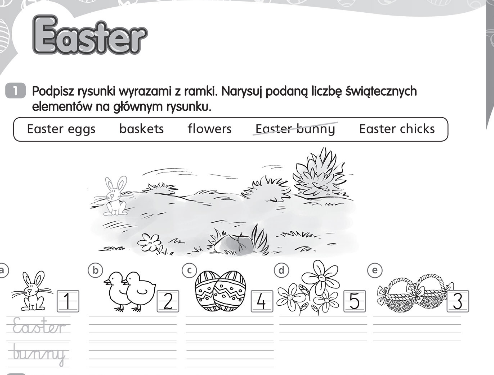 Easter
1 Podpisz rysunki wyrazami z ramki. Narysuj podaną liczbę świątecznych
elementów na głównym rysunku.
Easter eggs baskets flowers Easter bunny Easter chicks
a 1 b 2 c 4 d 5 e 3
Easter
bunny